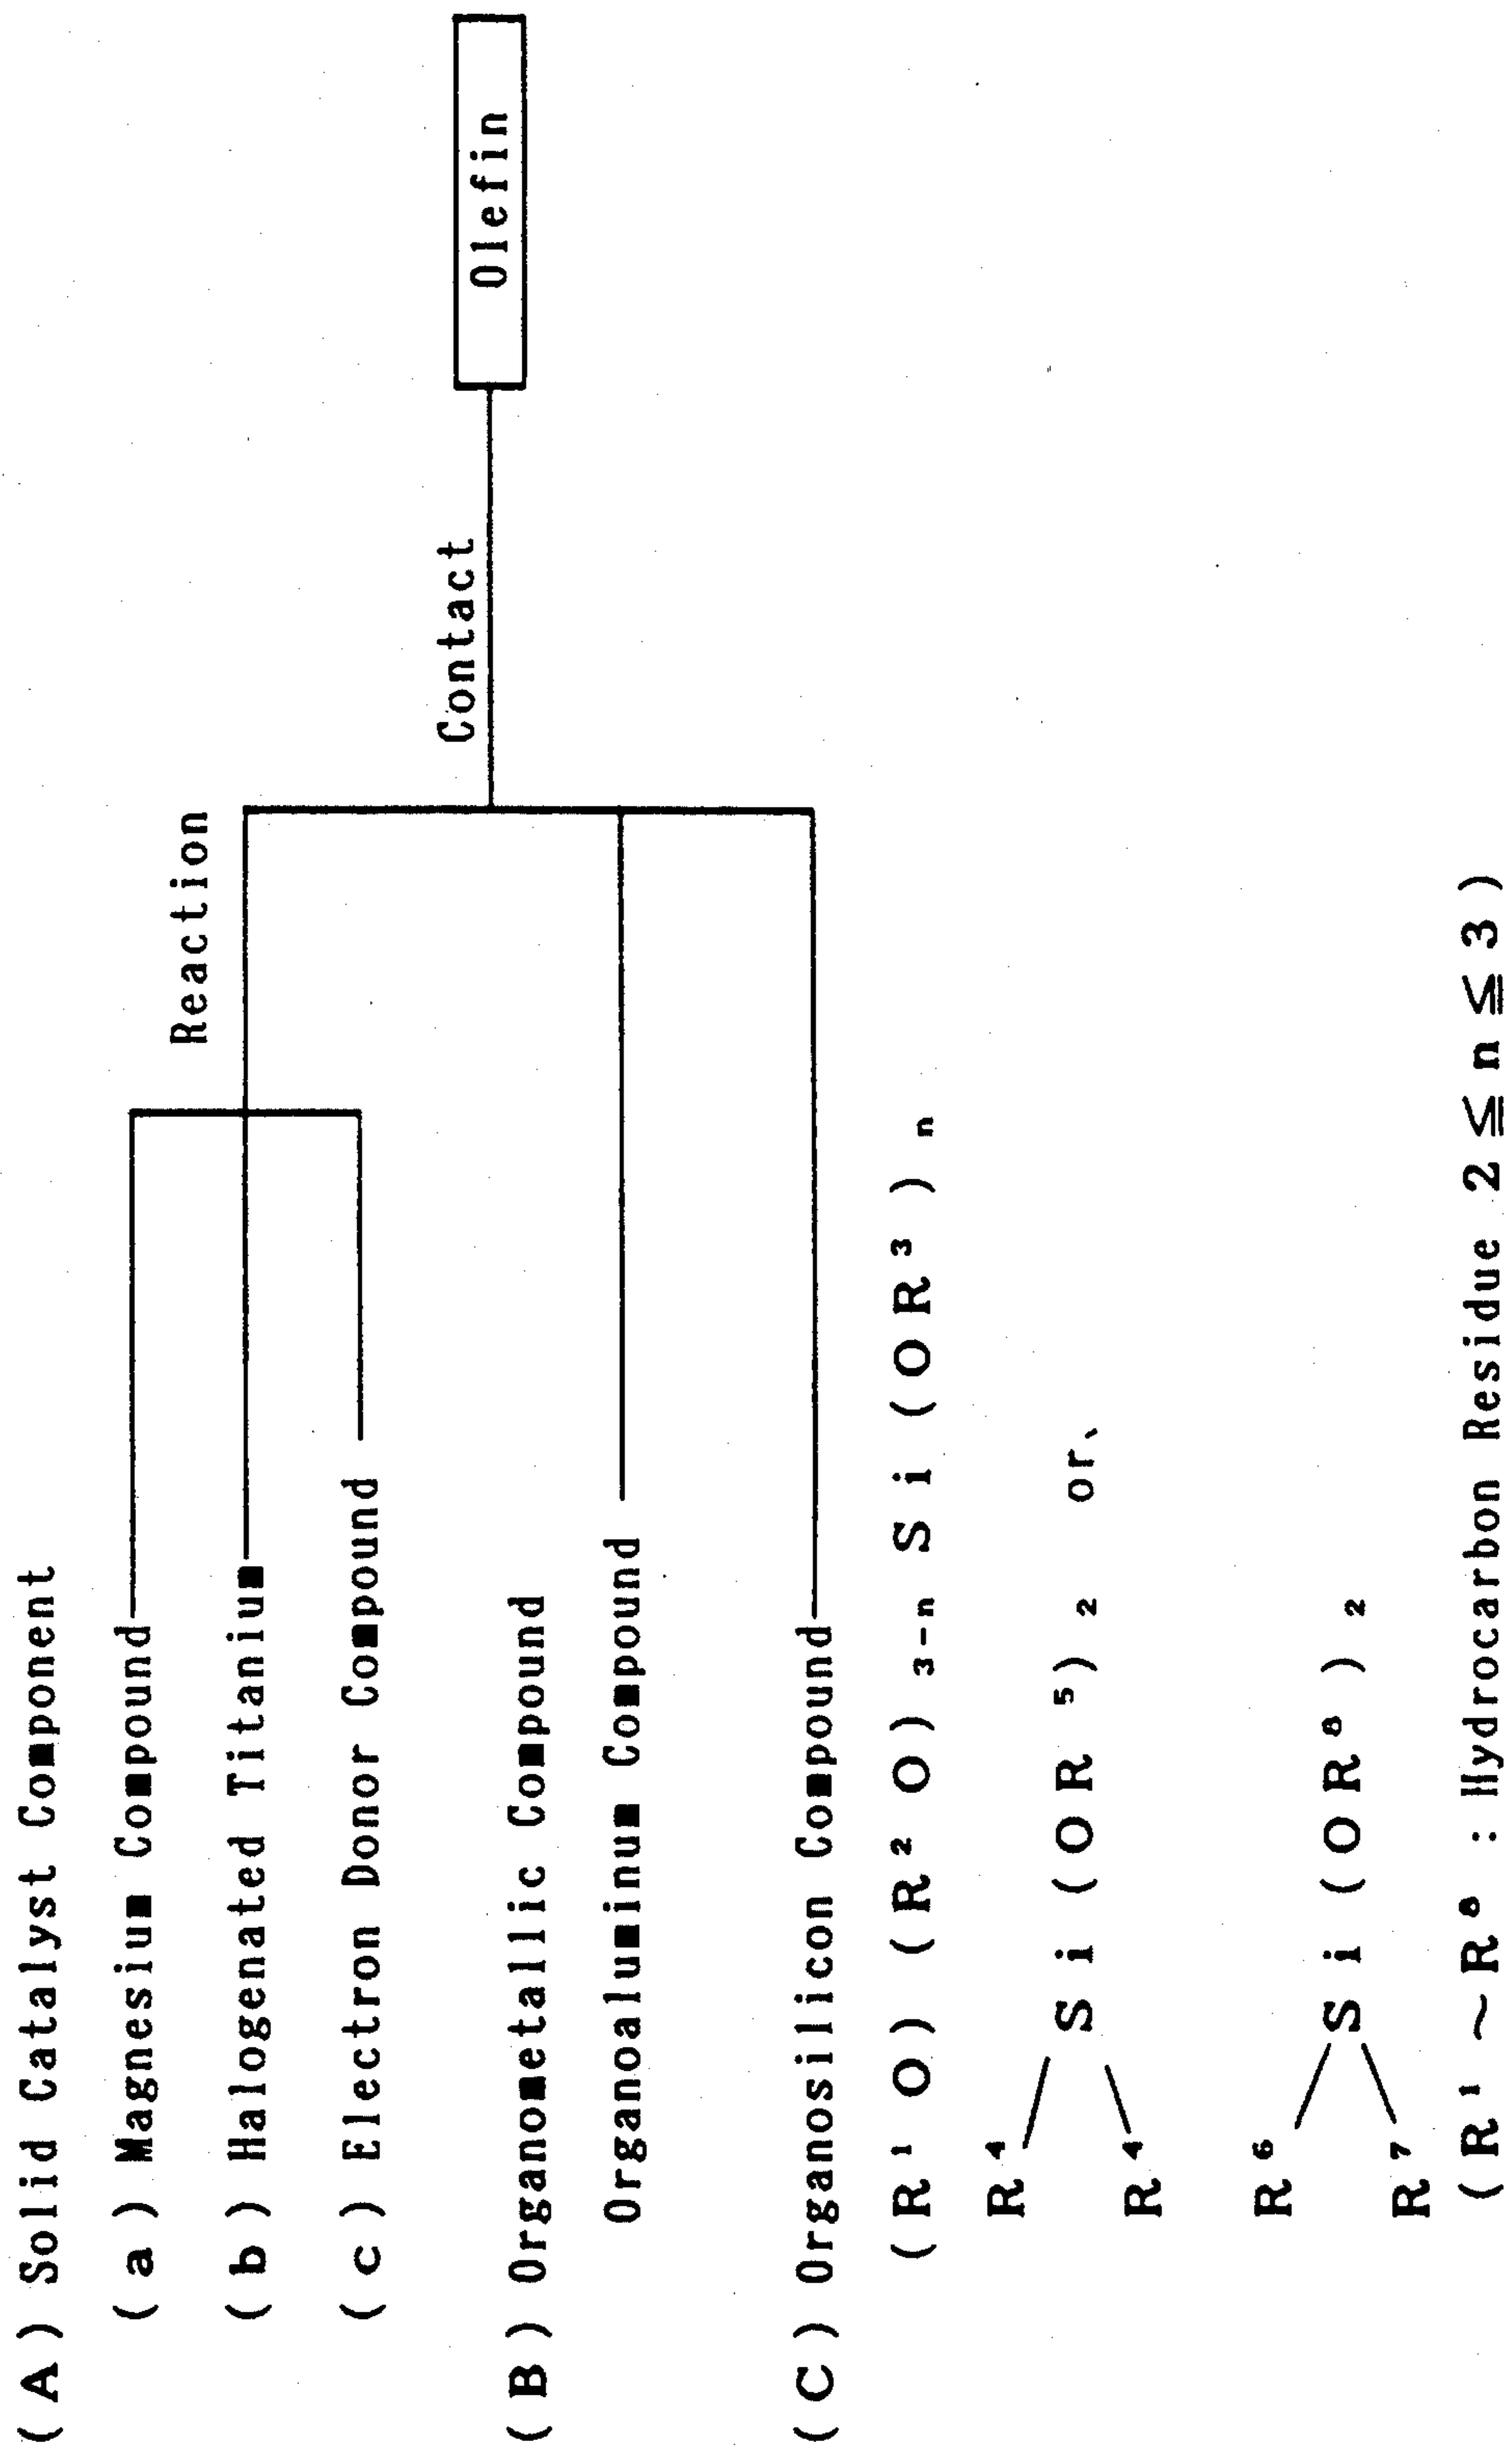 (A) Solid Catalyst Component
(a) Magnesium Compound
(b) Halogenated Titanium
(c) Electron Donor Compound
Reaction
(B) Organometallic Compound
Organoaluminum Compound
Contact
Olefin
(C) Organosilicon Compound
(R¹O) (R²O)₃₋ₙ Si (OR³)ₙ
R⁴
Si (OR⁵)₂ or、
R⁴
R⁶
Si (OR⁸)₂
R⁷
(R¹ ~ R⁸ : Hydrocarbon Residue 2 ≦ n ≦ 3)